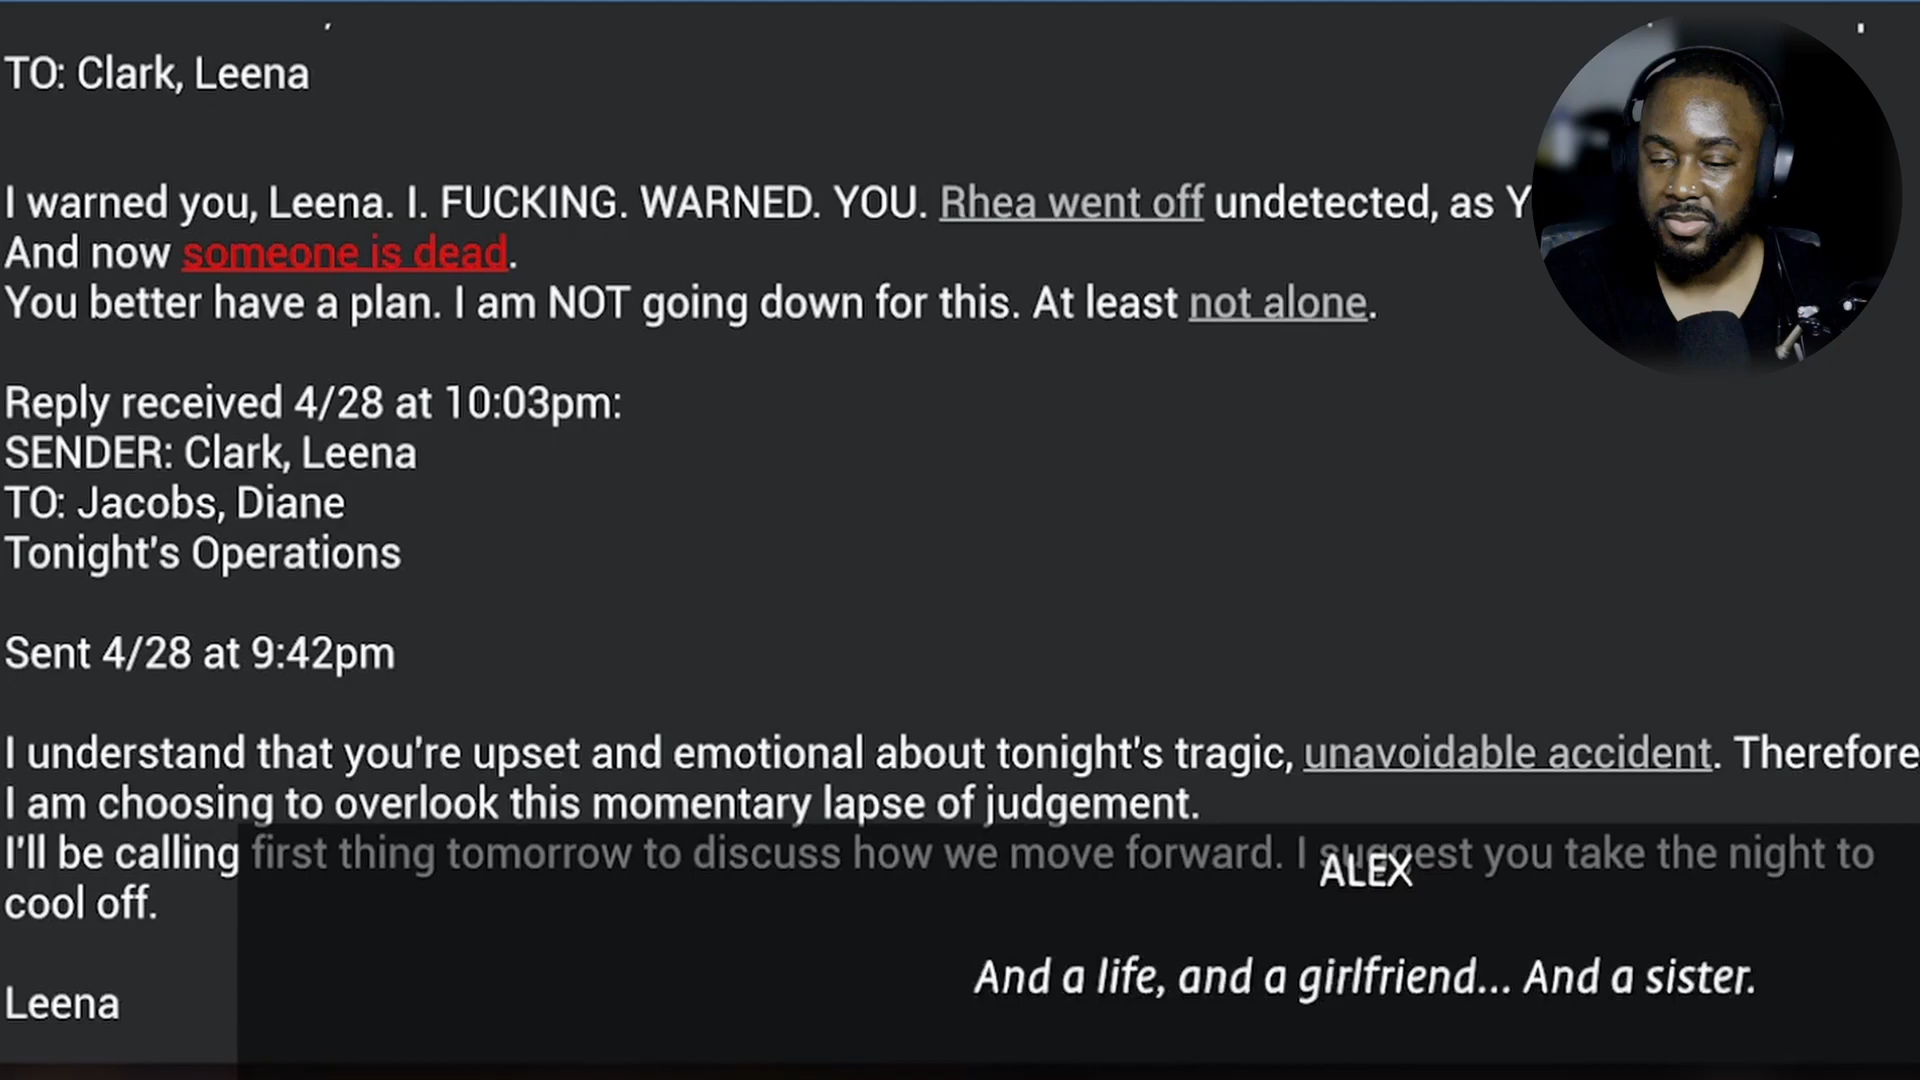 TO: Clark, Leena
I warned you, Leena. I. FUCKING. WARNED. YOU. Rhea went off undetected, as Y
And now someone is dead.
You better have a plan. I am NOT going down for this. At least not alone.
Reply received 4/28 at 10:03pm:
SENDER: Clark, Leena
TO: Jacobs, Diane
Tonight's Operations
Sent 4/28 at 9:42pm
I understand that you're upset and emotional about tonight's tragic, unavoidable accident. Therefore
I am choosing to overlook this momentary lapse of judgement.
I'll be calling first thing tomorrow to discuss how we move forward. I suggest you take the night to
cool off.
Leena
ALEX
And a life, and a girlfriend... And a sister.